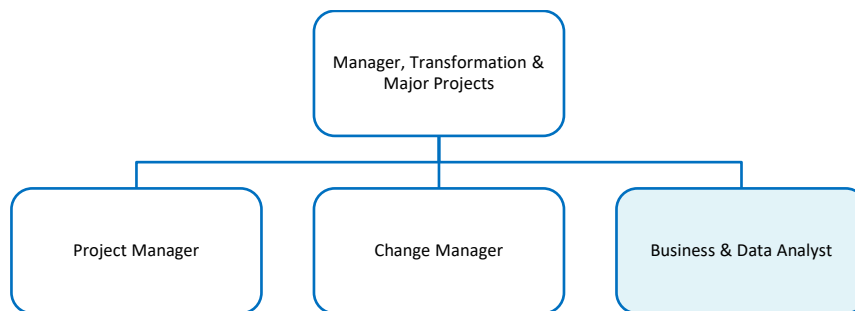 Manager, Transformation &
Major Projects
Project Manager
Change Manager
Business & Data Analyst